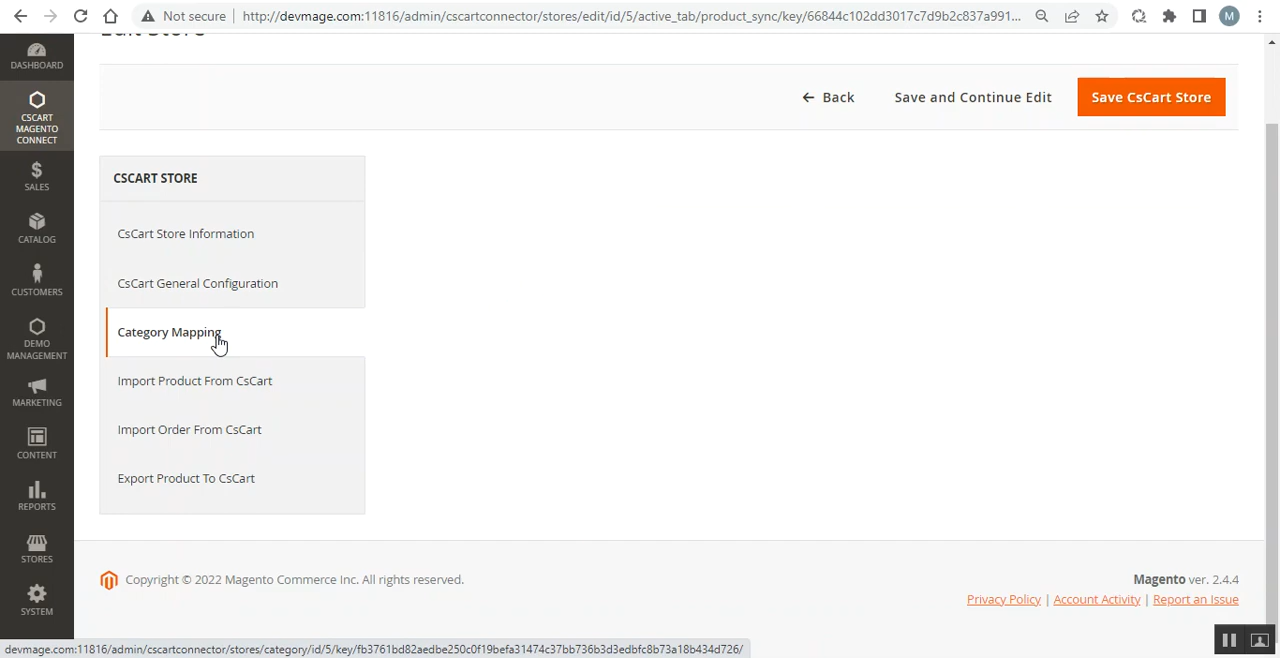 Not secure
http://devmage.com:11816/admin/cscartconnector/stores/edit/id/5/active_tab/product_sync/key/66844c102dd3017c7d9b2c837a991...
M
Edit Store
DASHBOARD
CSCART
MAGENTO
CONNECT
SALES
CATALOG
CUSTOMERS
DEMO
MANAGEMENT
MARKETING
CONTENT
REPORTS
STORES
SYSTEM
Back
Save and Continue Edit
Save CsCart Store
CSCART STORE
CsCart Store Information
CsCart General Configuration
Category Mapping
Import Product From CsCart
Import Order From CsCart
Export Product To CsCart
Copyright © 2022 Magento Commerce Inc. All rights reserved.
Magento ver. 2.4.4
Privacy Policy | Account Activity | Report an Issue
devmage.com:11816/admin/cscartconnector/stores/category/id/5/key/fb3761bd82aedbe250c0f19befa31474c37bb736b3d3edbfc8b73a18b434d726/